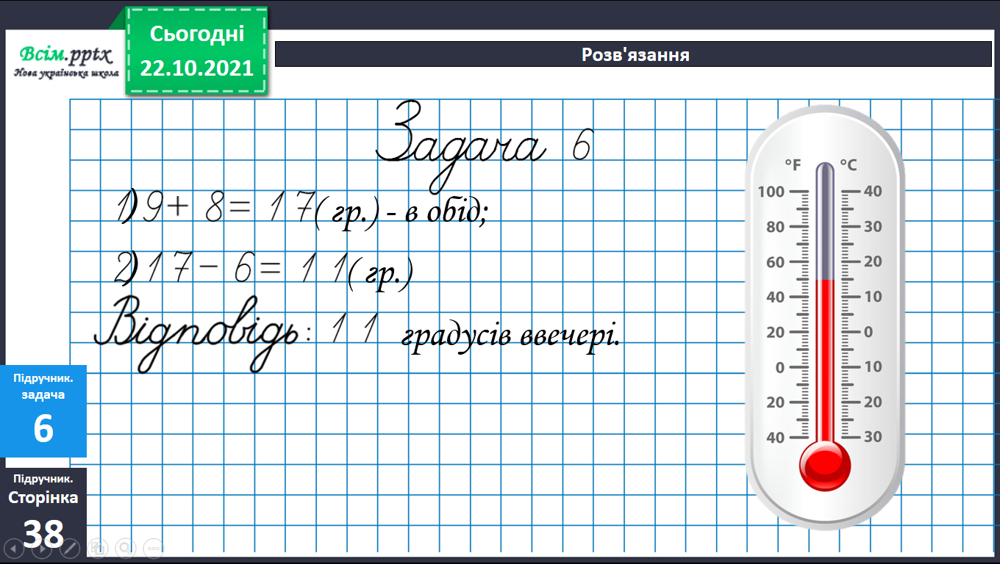 Всім.pptx
Нова українська школа
Сьогодні
22.10.2021
Розв'язання
Задача 6
1) 9 + 8 = 17 ( гр.) - в обід;
2) 17 - 6 = 11 ( гр.)
Відповідь: 11 градусів ввечері.
°F °C
100 40
80 30
60 20
40 10
20 0
0 10
20 20
40 30
Підручник.
задача
6
Підручник.
Сторінка
38